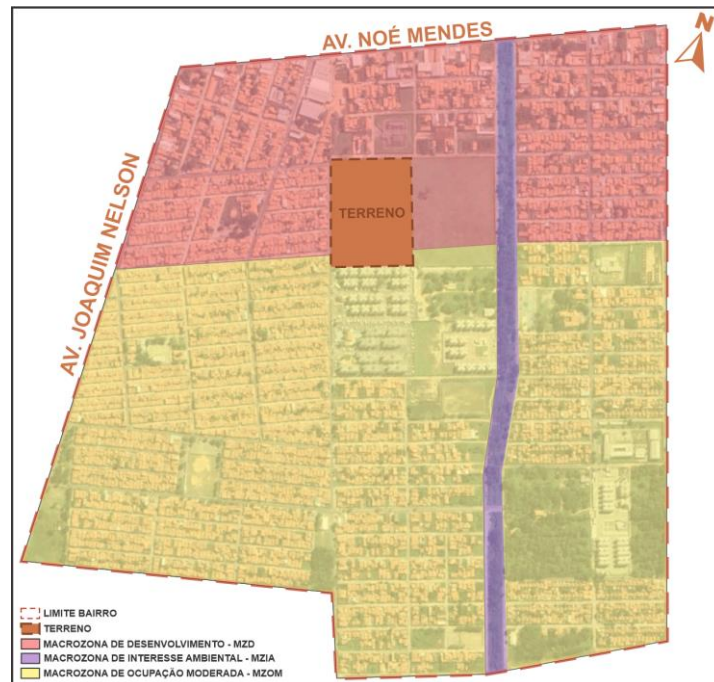 AV. NOÉ MENDES
N
AV. JOAQUIM NELSON
TERRENO
LIMITE BAIRRO
TERRENO
MACROZONA DE DESENVOLVIMENTO - MZD
MACROZONA DE INTERESSE AMBIENTAL - MZIA
MACROZONA DE OCUPAÇÃO MODERADA - MZOM